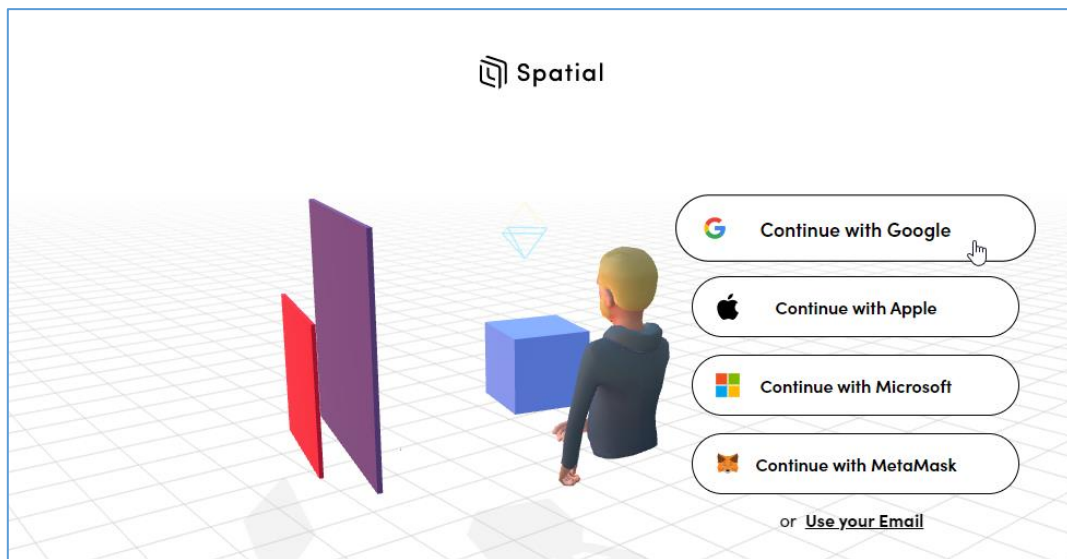 Spatial
Continue with Google
Continue with Apple
Continue with Microsoft
Continue with MetaMask
or Use your Email